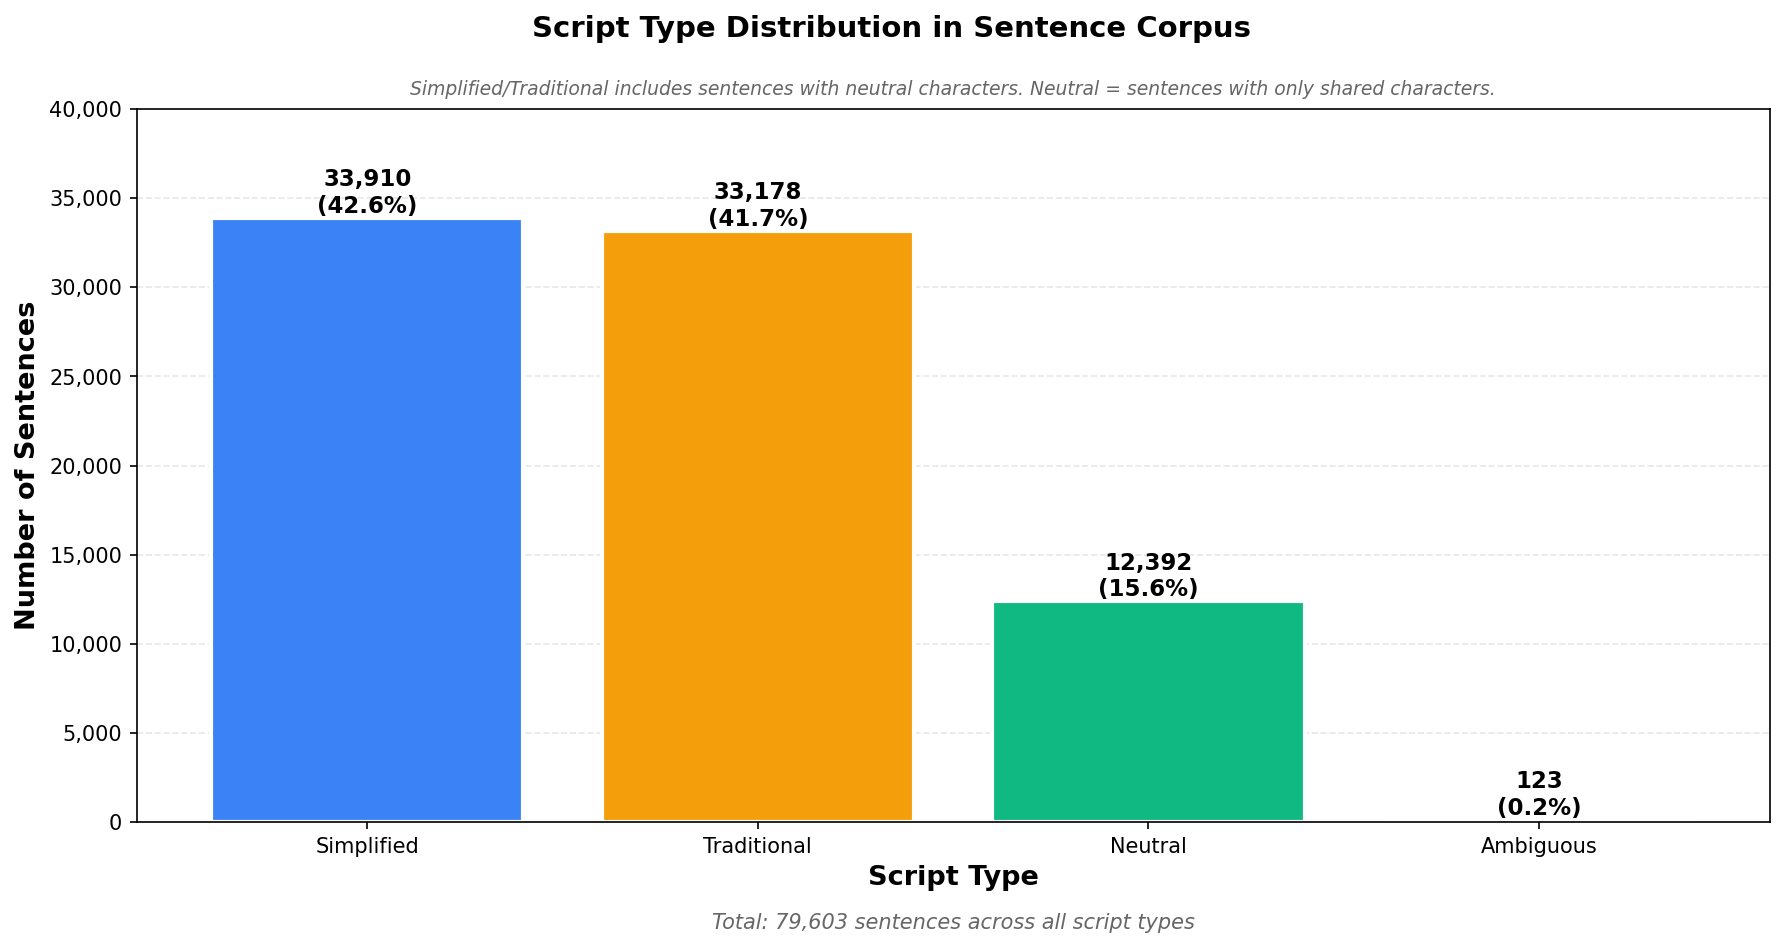 Script Type Distribution in Sentence Corpus
Simplified/Traditional includes sentences with neutral characters. Neutral = sentences with only shared characters.
Number of Sentences
40,000
35,000
30,000
25,000
20,000
15,000
10,000
5,000
0
33,910
(42.6%)
33,178
(41.7%)
12,392
(15.6%)
123
(0.2%)
Simplified
Traditional
Neutral
Ambiguous
Script Type
Total: 79,603 sentences across all script types